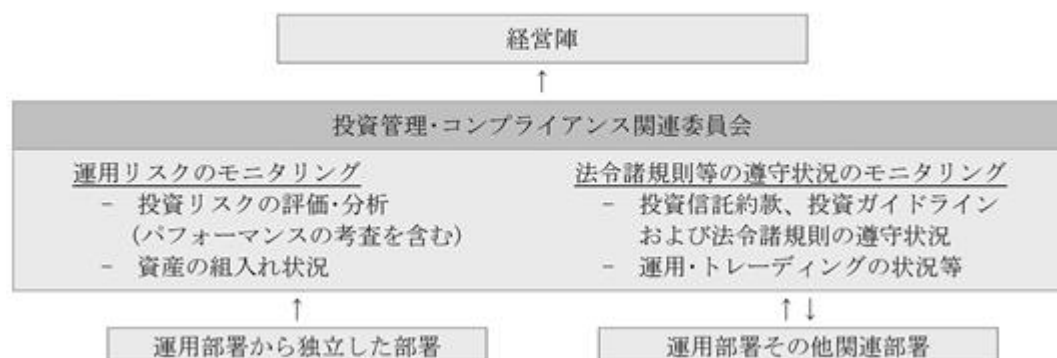 経営陣
↑
投資管理・コンプライアンス関連委員会
運用リスクのモニタリング
- 投資リスクの評価・分析
(パフォーマンスの考査を含む)
- 資産の組入れ状況
法令諸規則等の遵守状況のモニタリング
- 投資信託約款、投資ガイドライン
および法令諸規則の遵守状況
- 運用・トレーディングの状況等
↑
↑↓
運用部署から独立した部署
運用部署その他関連部署